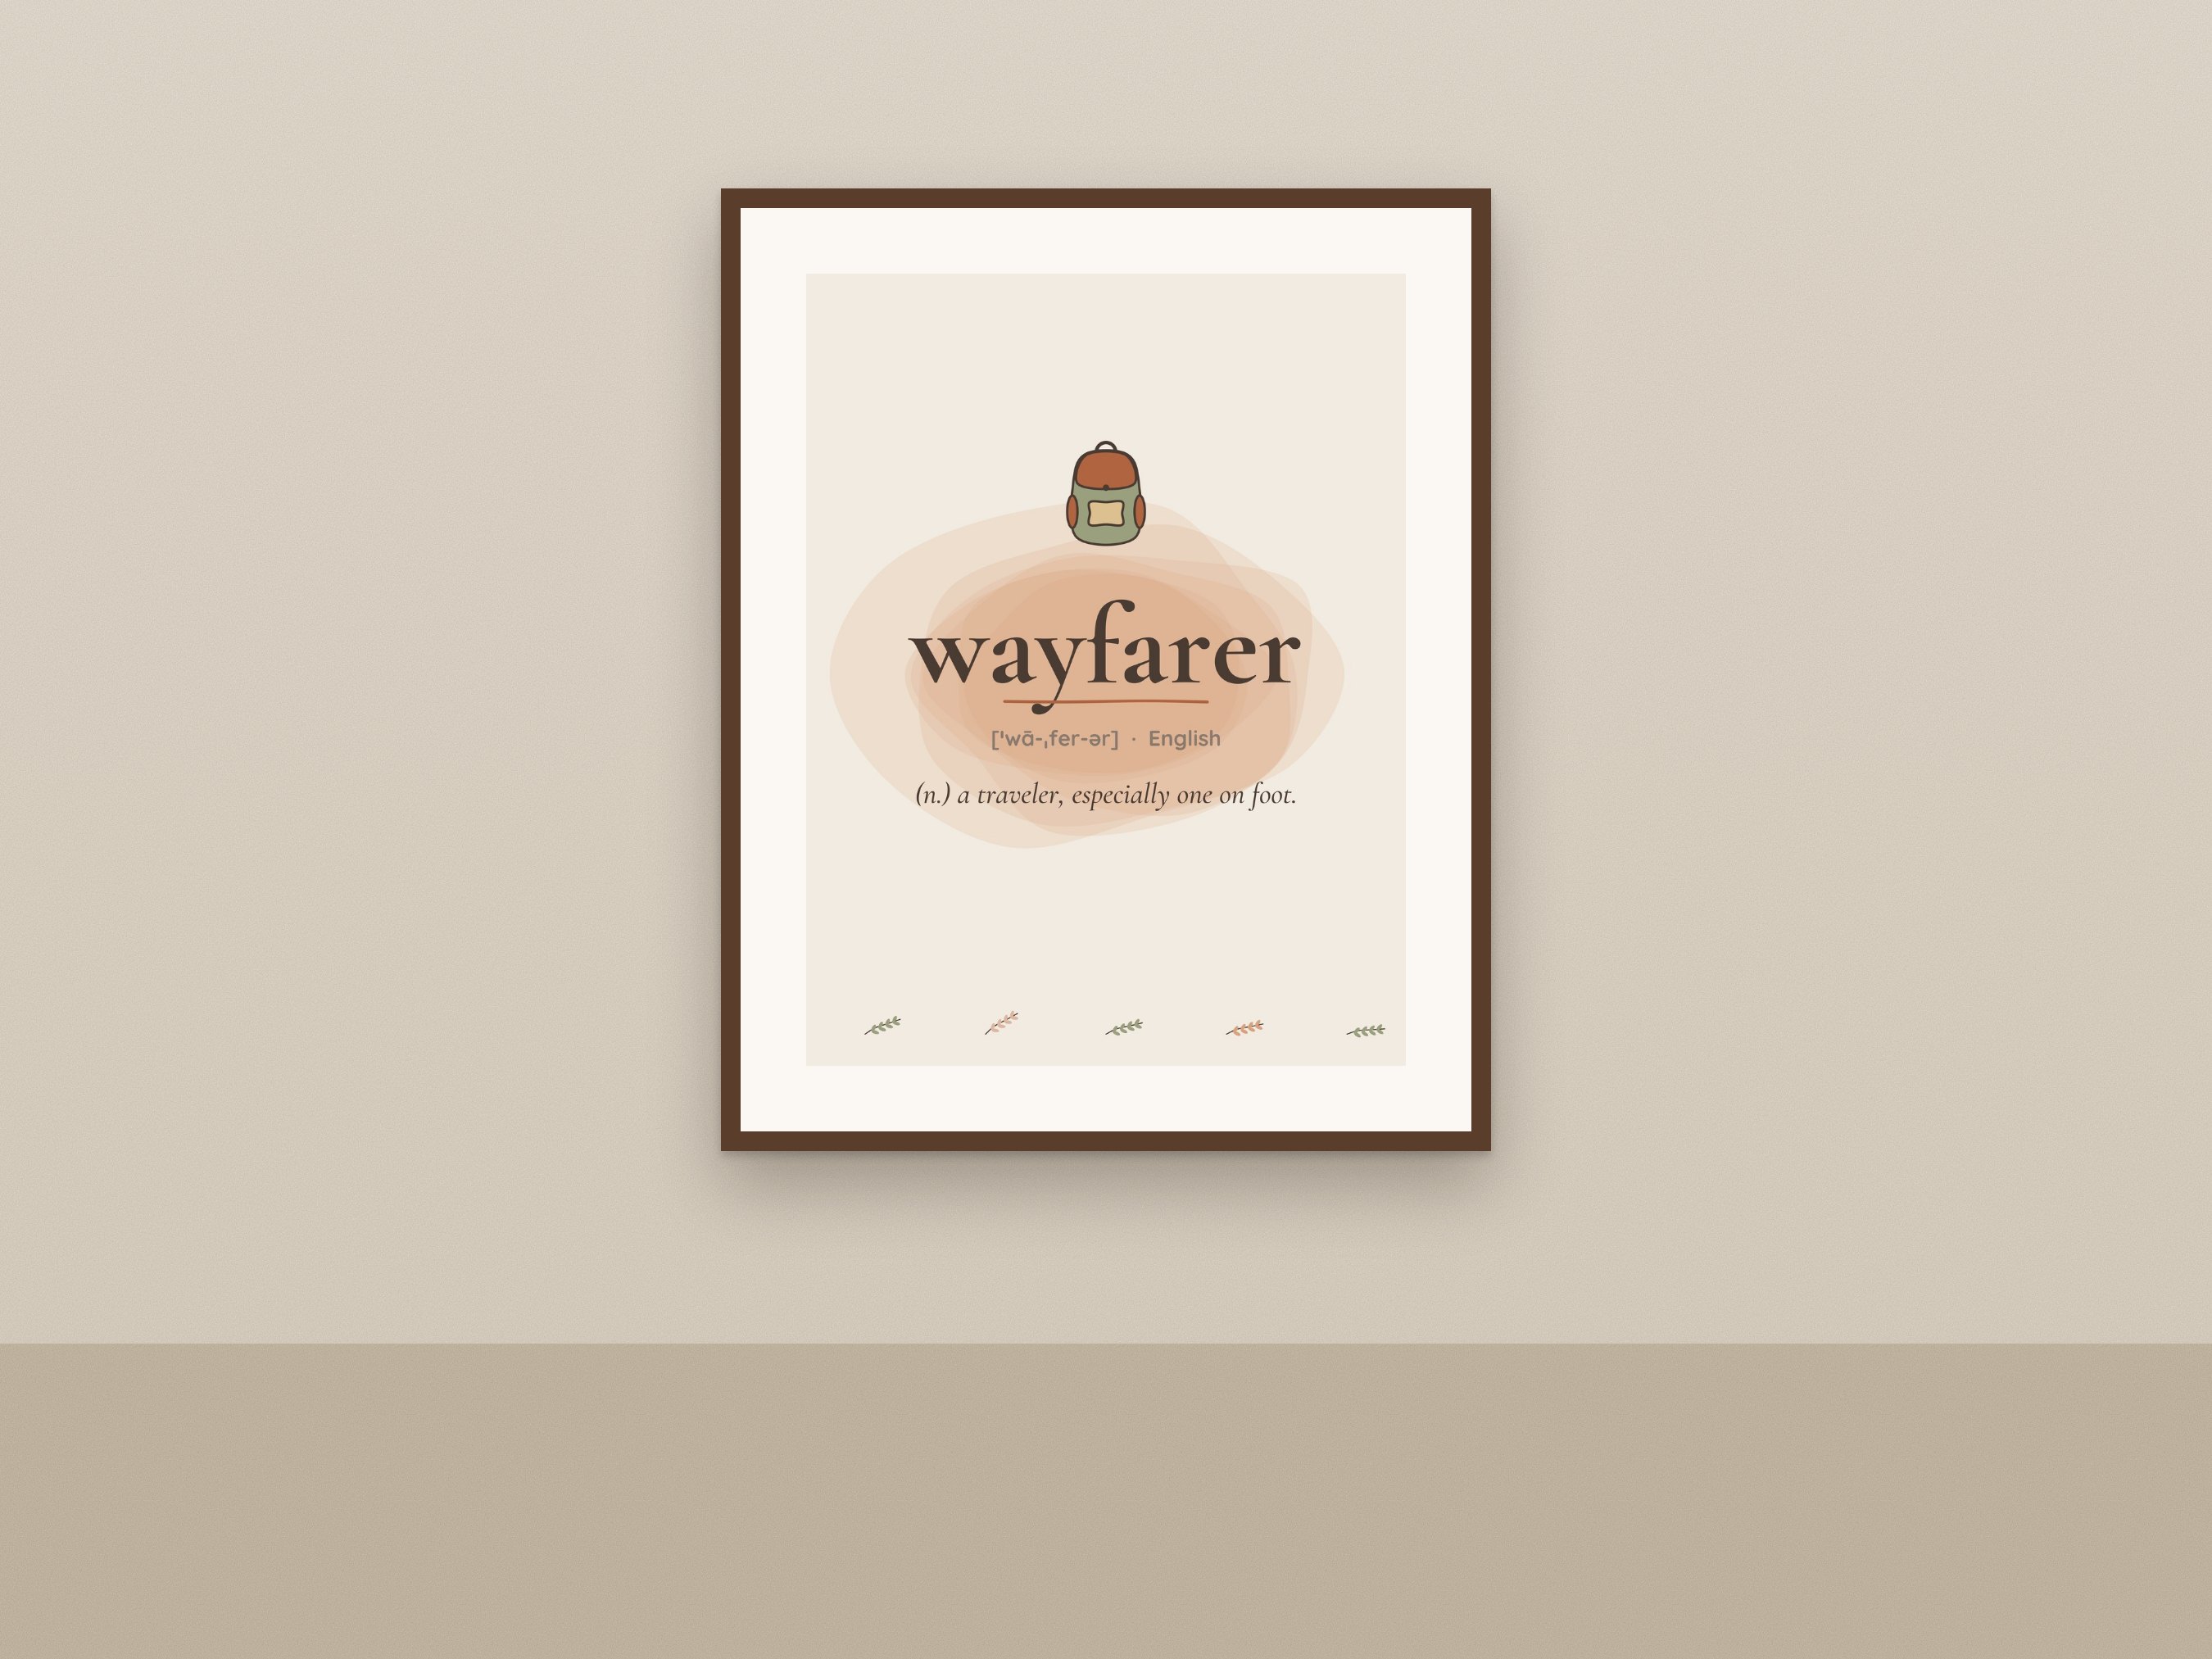 wayfarer
[ˈwā-ˌfer-ər] · English
(n.) a traveler, especially one on foot.